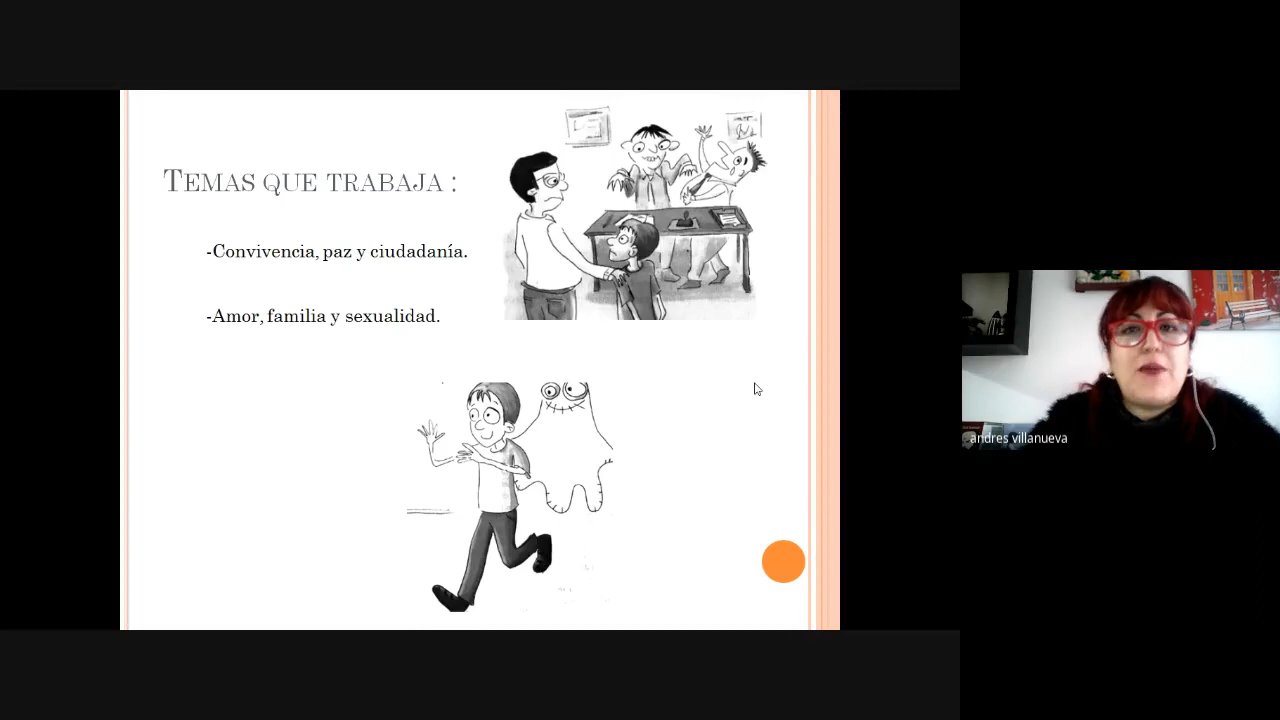 TEMAS QUE TRABAJA :
-Convivencia, paz y ciudadanía.
-Amor, familia y sexualidad.
andres villanueva